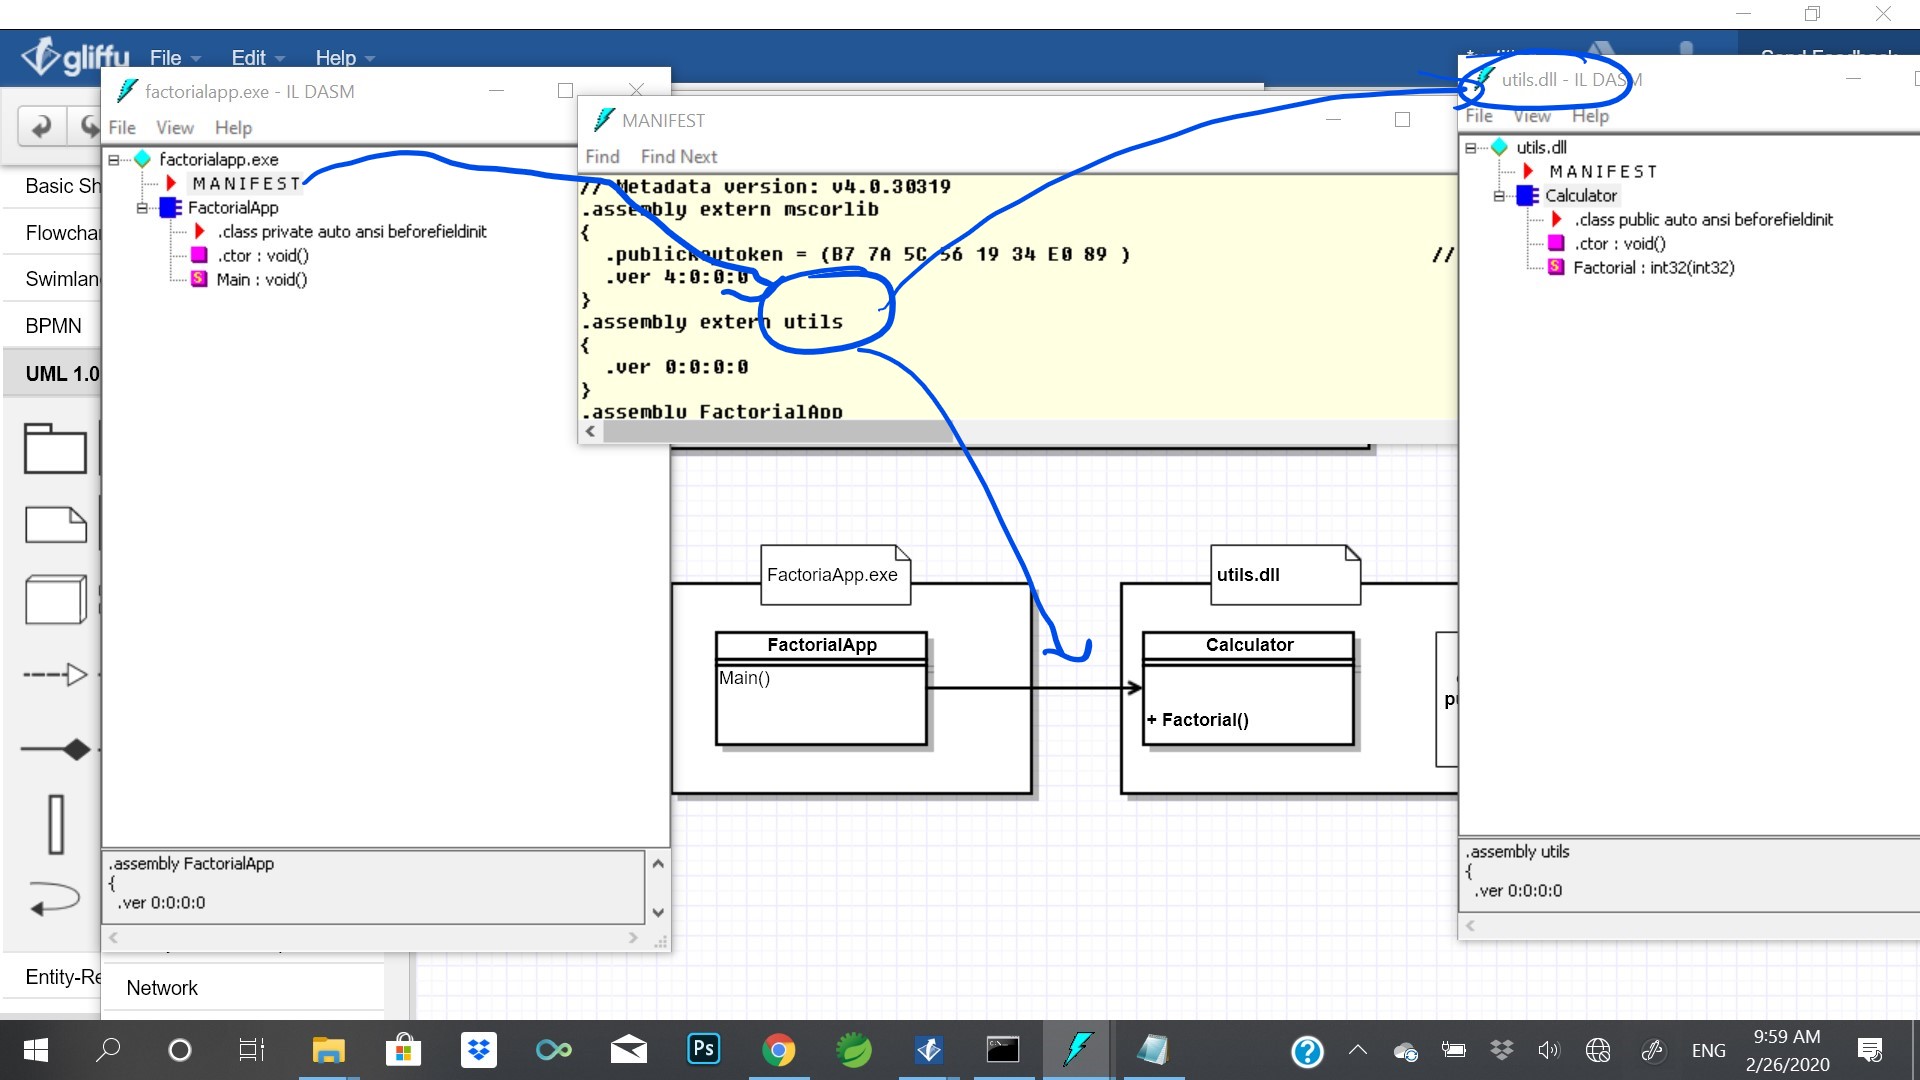 gliffy
File Edit Help
Send Feedback
Basic Sh
Flowchar
Swimlan
BPMN
UML 1.0
Entity-Re
Network
factorialapp.exe - IL DASM
File View Help
factorialapp.exe
MANIFEST
FactorialApp
.class private auto ansi beforefieldinit
.ctor : void()
Main : void()
.assembly FactorialApp
{
.ver 0:0:0:0
MANIFEST
Find Find Next
// Metadata version: v4.0.30319
.assembly extern mscorlib
{
.publickeytoken = (B7 7A 5C 56 19 34 E0 89 ) //
.ver 4:0:0:0
}
.assembly extern utils
{
.ver 0:0:0:0
}
.assembly FactorialApp
utils.dll - IL DASM
File View Help
utils.dll
MANIFEST
Calculator
.class public auto ansi beforefieldinit
.ctor : void()
Factorial : int32(int32)
.assembly utils
{
.ver 0:0:0:0
FactoriaApp.exe
FactorialApp
Main()
utils.dll
Calculator
+ Factorial()
Ps
ENG
9:59 AM
2/26/2020